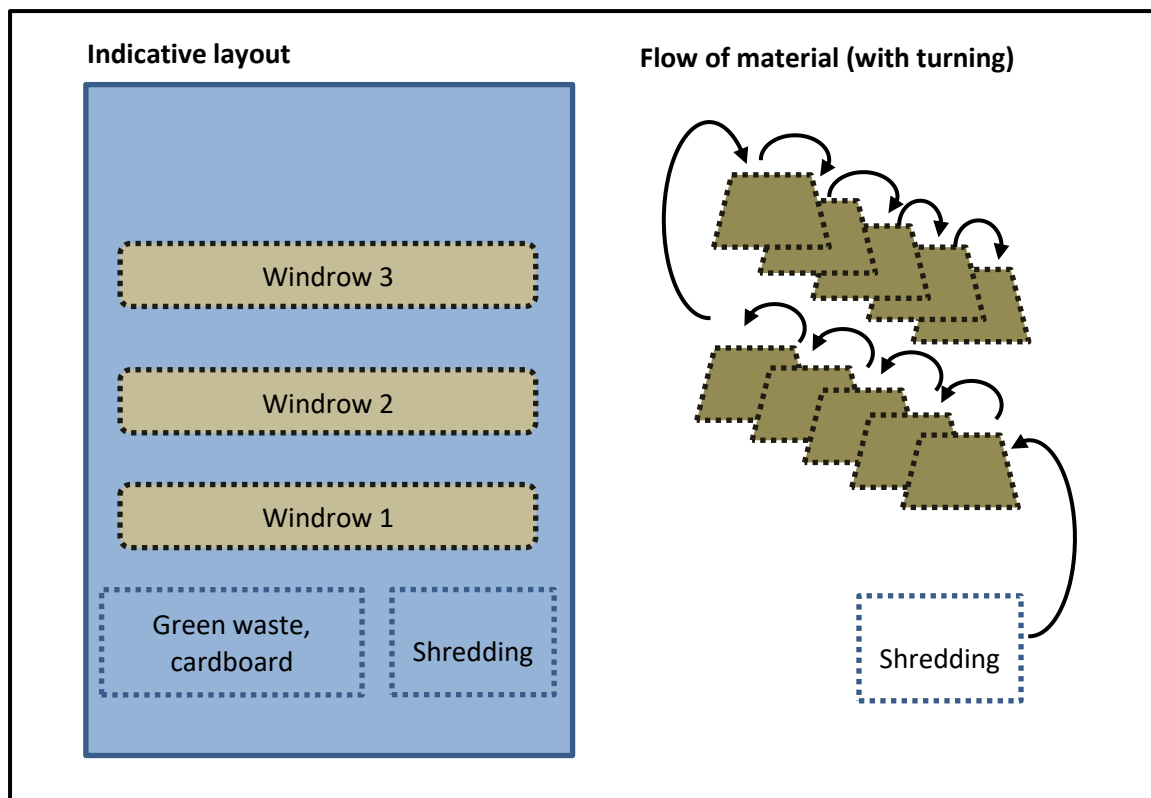 Indicative layout
Flow of material (with turning)
Windrow 3
Windrow 2
Windrow 1
Green waste,
cardboard
Shredding
Shredding